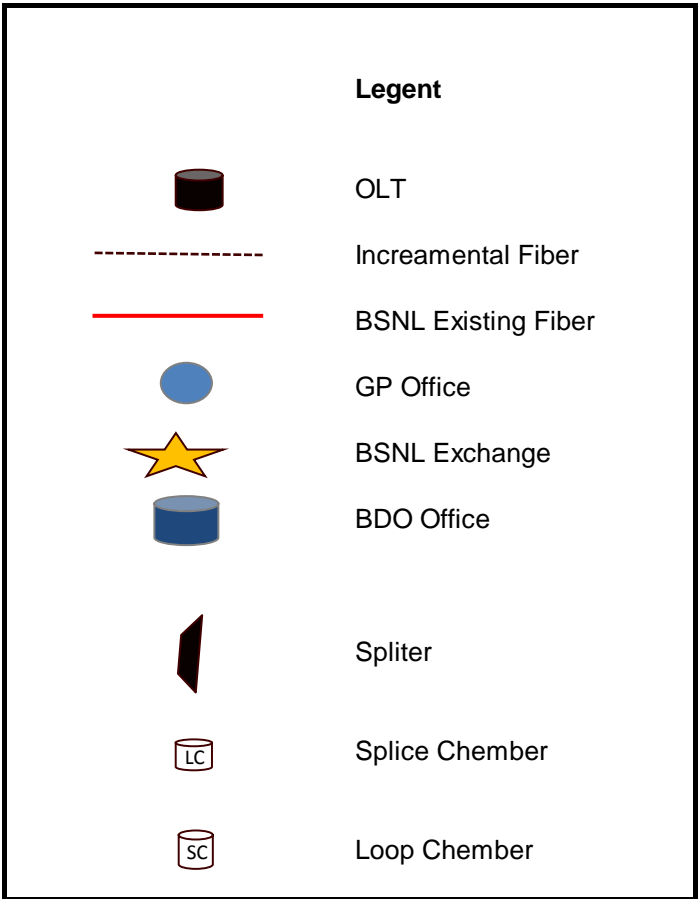 Legent
OLT
Increamental Fiber
BSNL Existing Fiber
GP Office
BSNL Exchange
BDO Office
Spliter
LC Splice Chember
SC Loop Chember